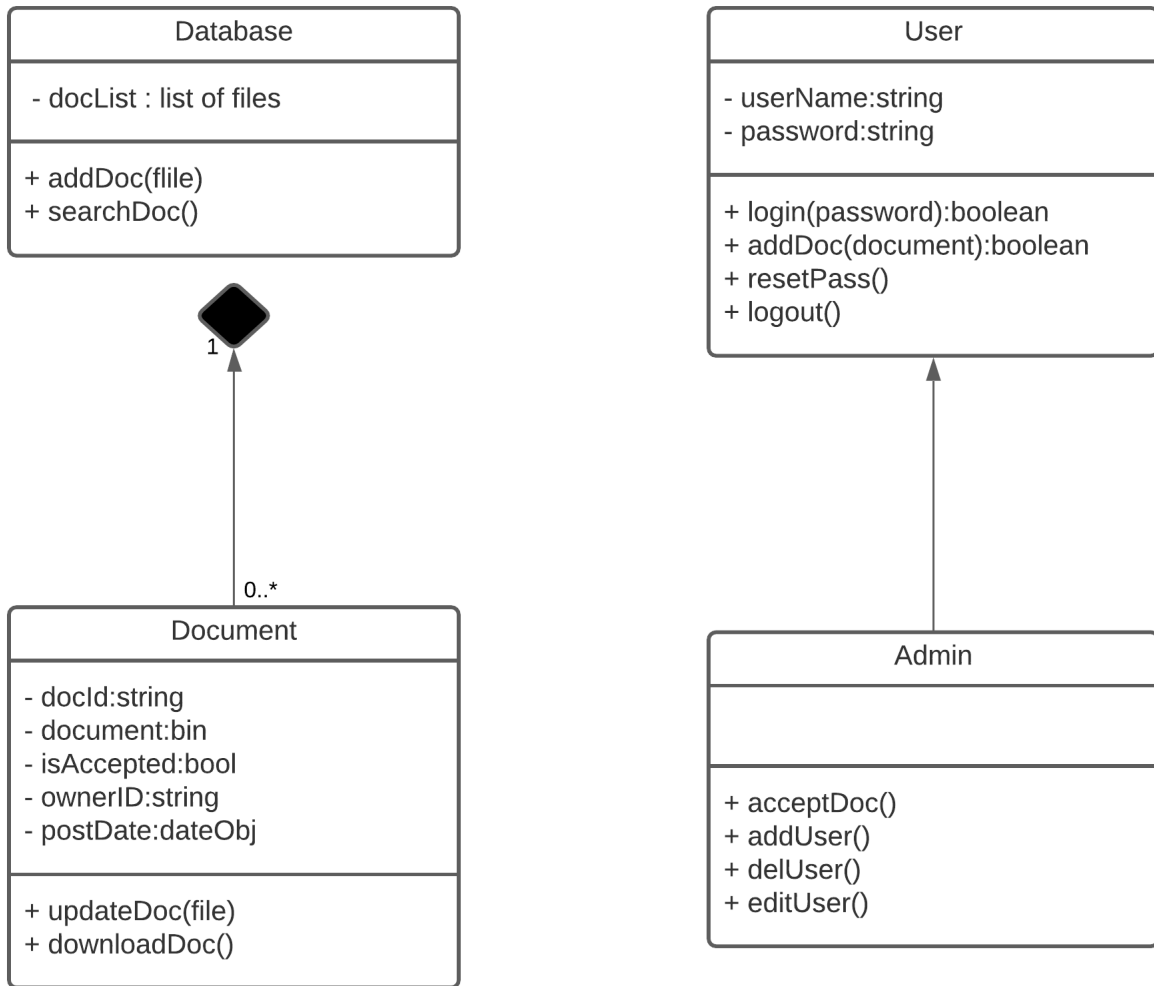 Database
- docList : list of files
+ addDoc(flile)
+ searchDoc()
1
0..*
Document
- docId:string
- document:bin
- isAccepted:bool
- ownerID:string
- postDate:dateObj
+ updateDoc(file)
+ downloadDoc()
User
- userName:string
- password:string
+ login(password):boolean
+ addDoc(document):boolean
+ resetPass()
+ logout()
Admin
+ acceptDoc()
+ addUser()
+ delUser()
+ editUser()